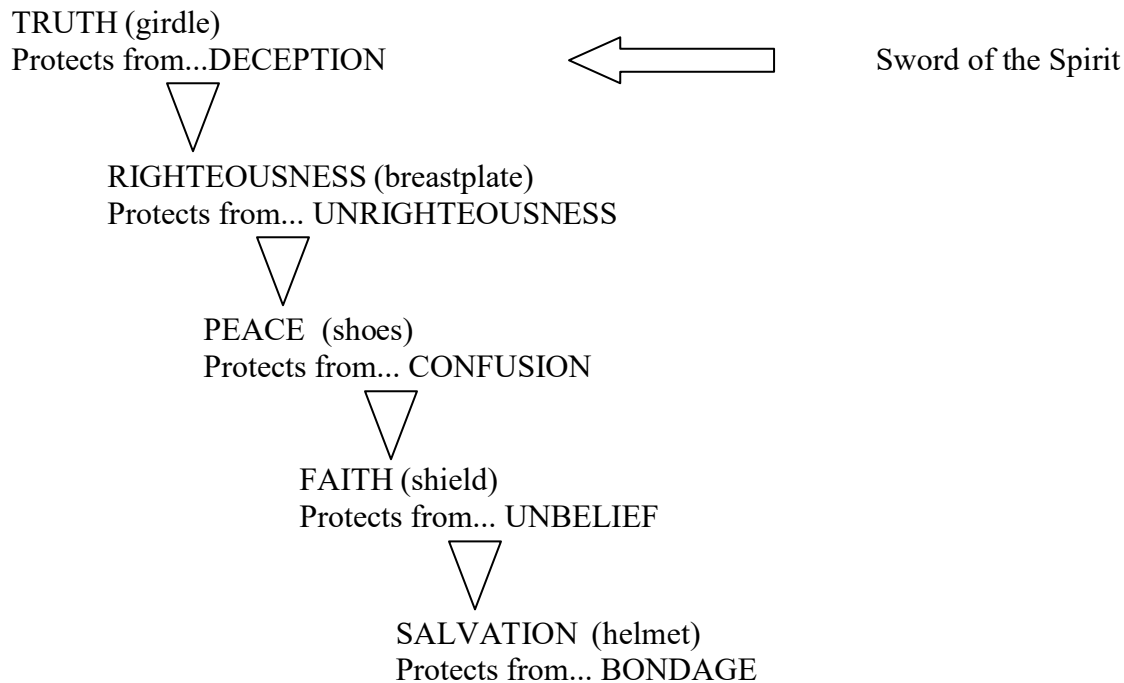 TRUTH (girdle)
Protects from...DECEPTION
Sword of the Spirit
RIGHTEOUSNESS (breastplate)
Protects from... UNRIGHTEOUSNESS
PEACE  (shoes)
Protects from... CONFUSION
FAITH (shield)
Protects from... UNBELIEF
SALVATION  (helmet)
Protects from... BONDAGE